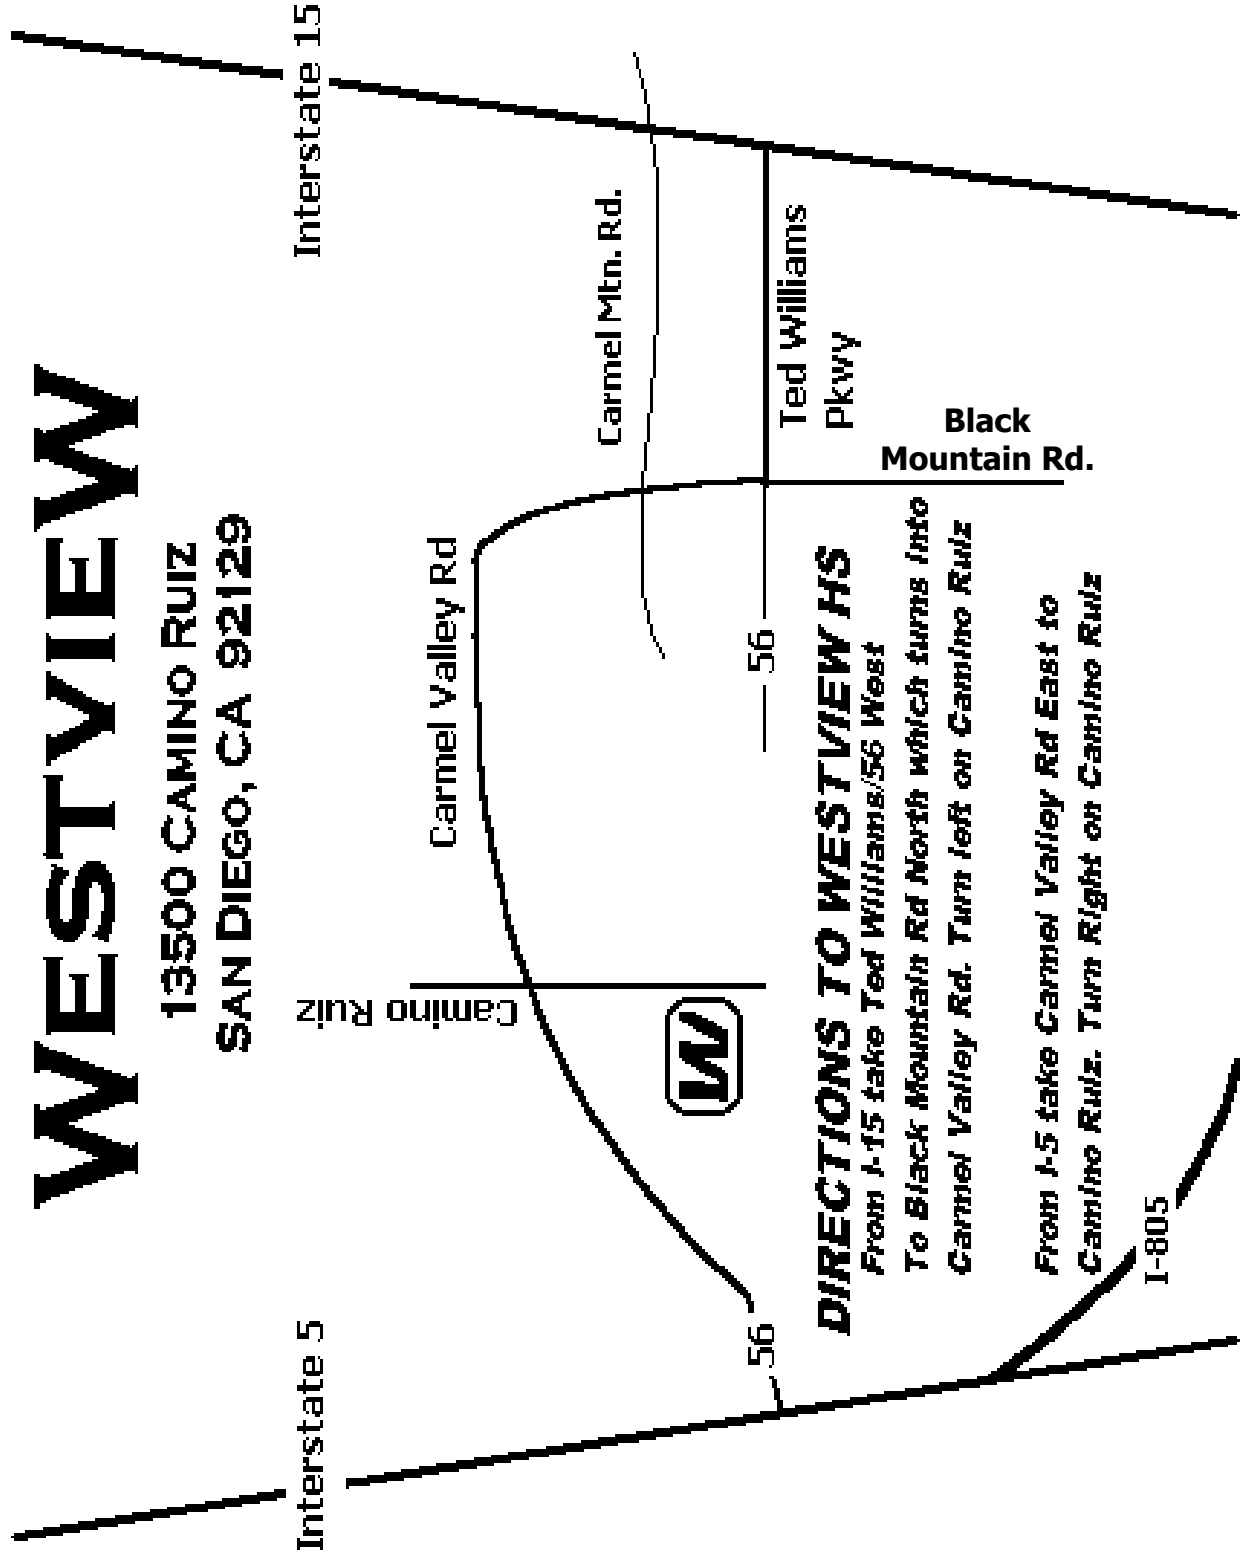 WESTVIEW
13500 CAMINO RUIZ
SAN DIEGO, CA 92129
Interstate 5
Interstate 15
Camino Ruiz
Carmel Valley Rd
Carmel Mtn. Rd.
W
56
56
Ted Williams
Pkwy
Black
Mountain Rd.
DIRECTIONS TO WESTVIEW HS
From I-15 take Ted Williams/56 West
To Black Mountain Rd North which turns into
Carmel Valley Rd. Turn left on Camino Ruiz
From I-5 take Carmel Valley Rd East to
Camino Ruiz. Turn Right on Camino Ruiz
I-805